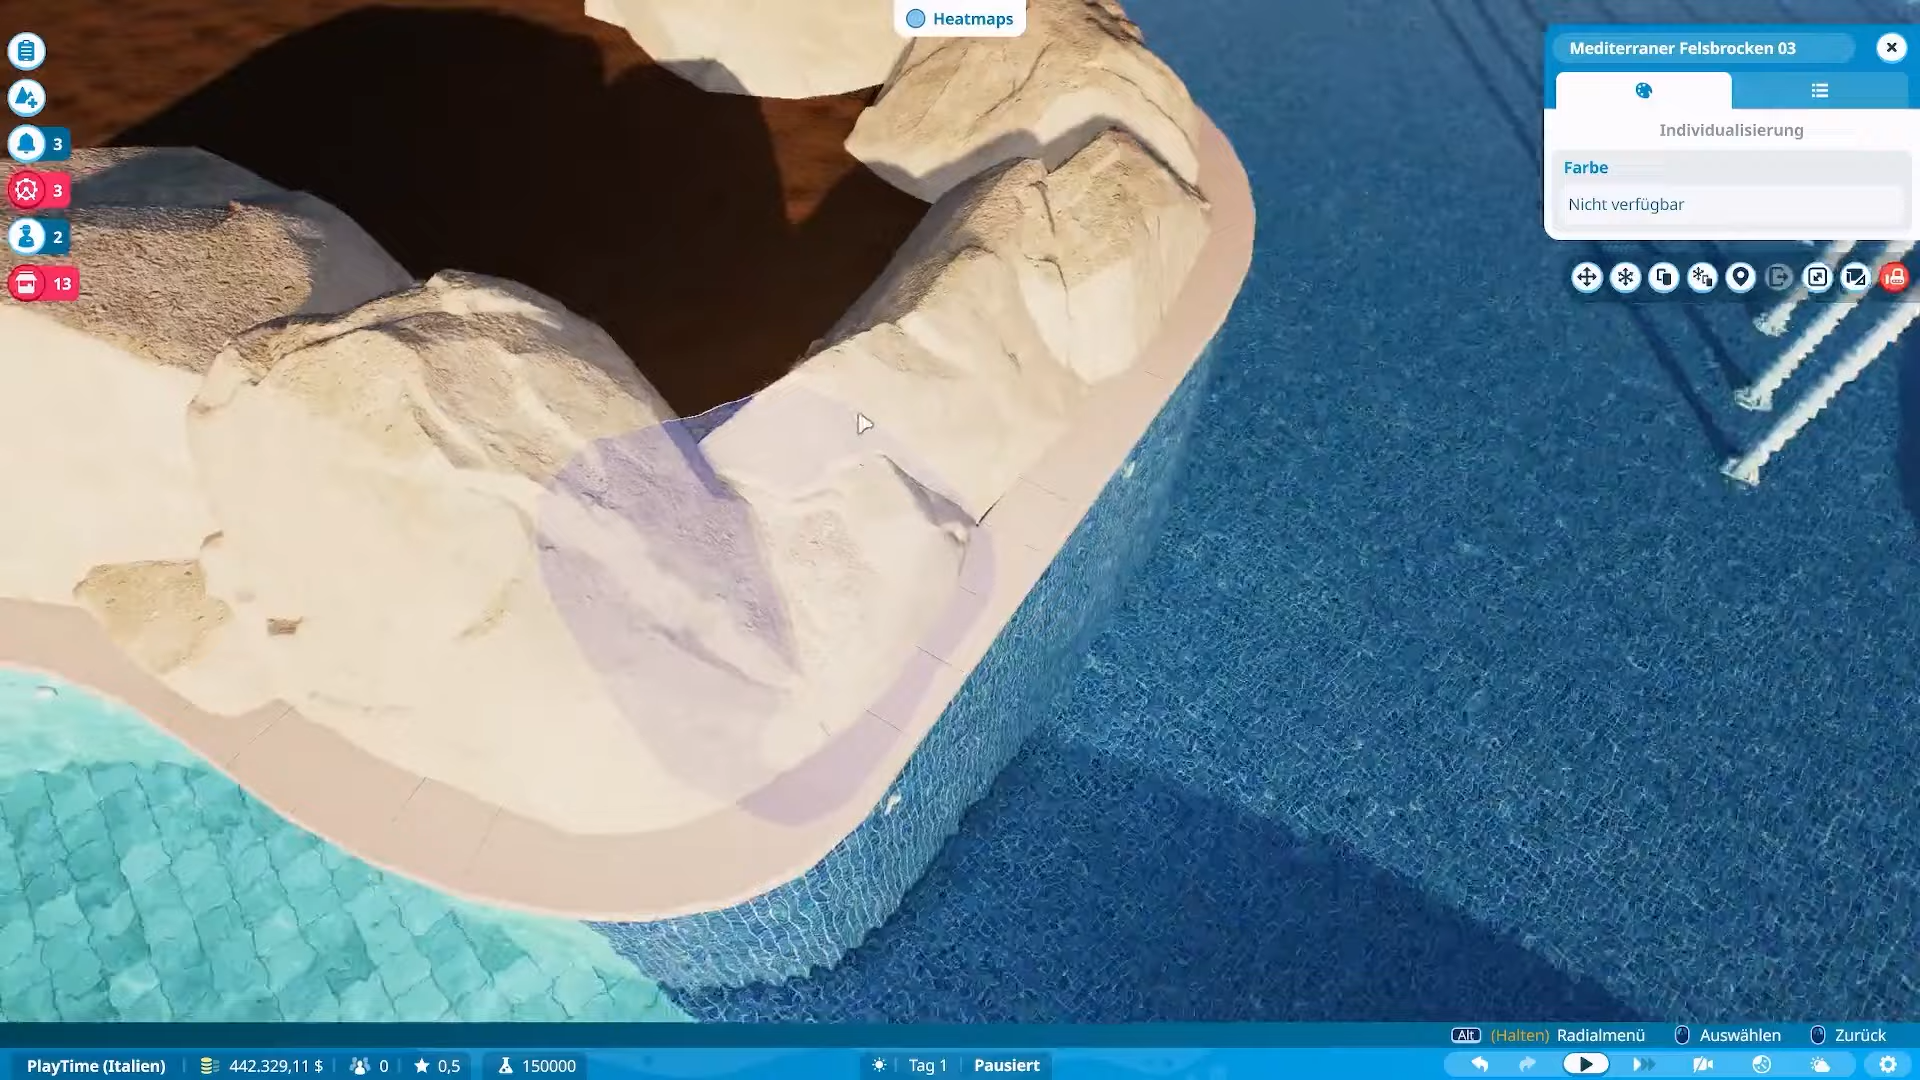 Heatmaps
3
3
2
13
Mediterraner Felsbrocken 03
Individualisierung
Farbe
Nicht verfügbar
Alt (Halten) Radialmenü Auswählen Zurück
PlayTime (Italien) 442.329,11 $ 0 0,5 150000 Tag 1 Pausiert